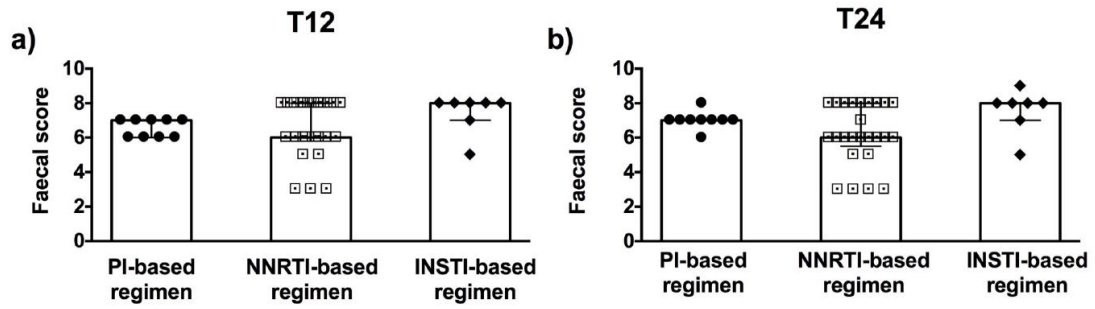 T12
a)
Faecal score
10
8
6
4
2
0
PI-based
regimen
NNRTI-based
regimen
INSTI-based
regimen
T24
b)
Faecal score
10
8
6
4
2
0
PI-based
regimen
NNRTI-based
regimen
INSTI-based
regimen